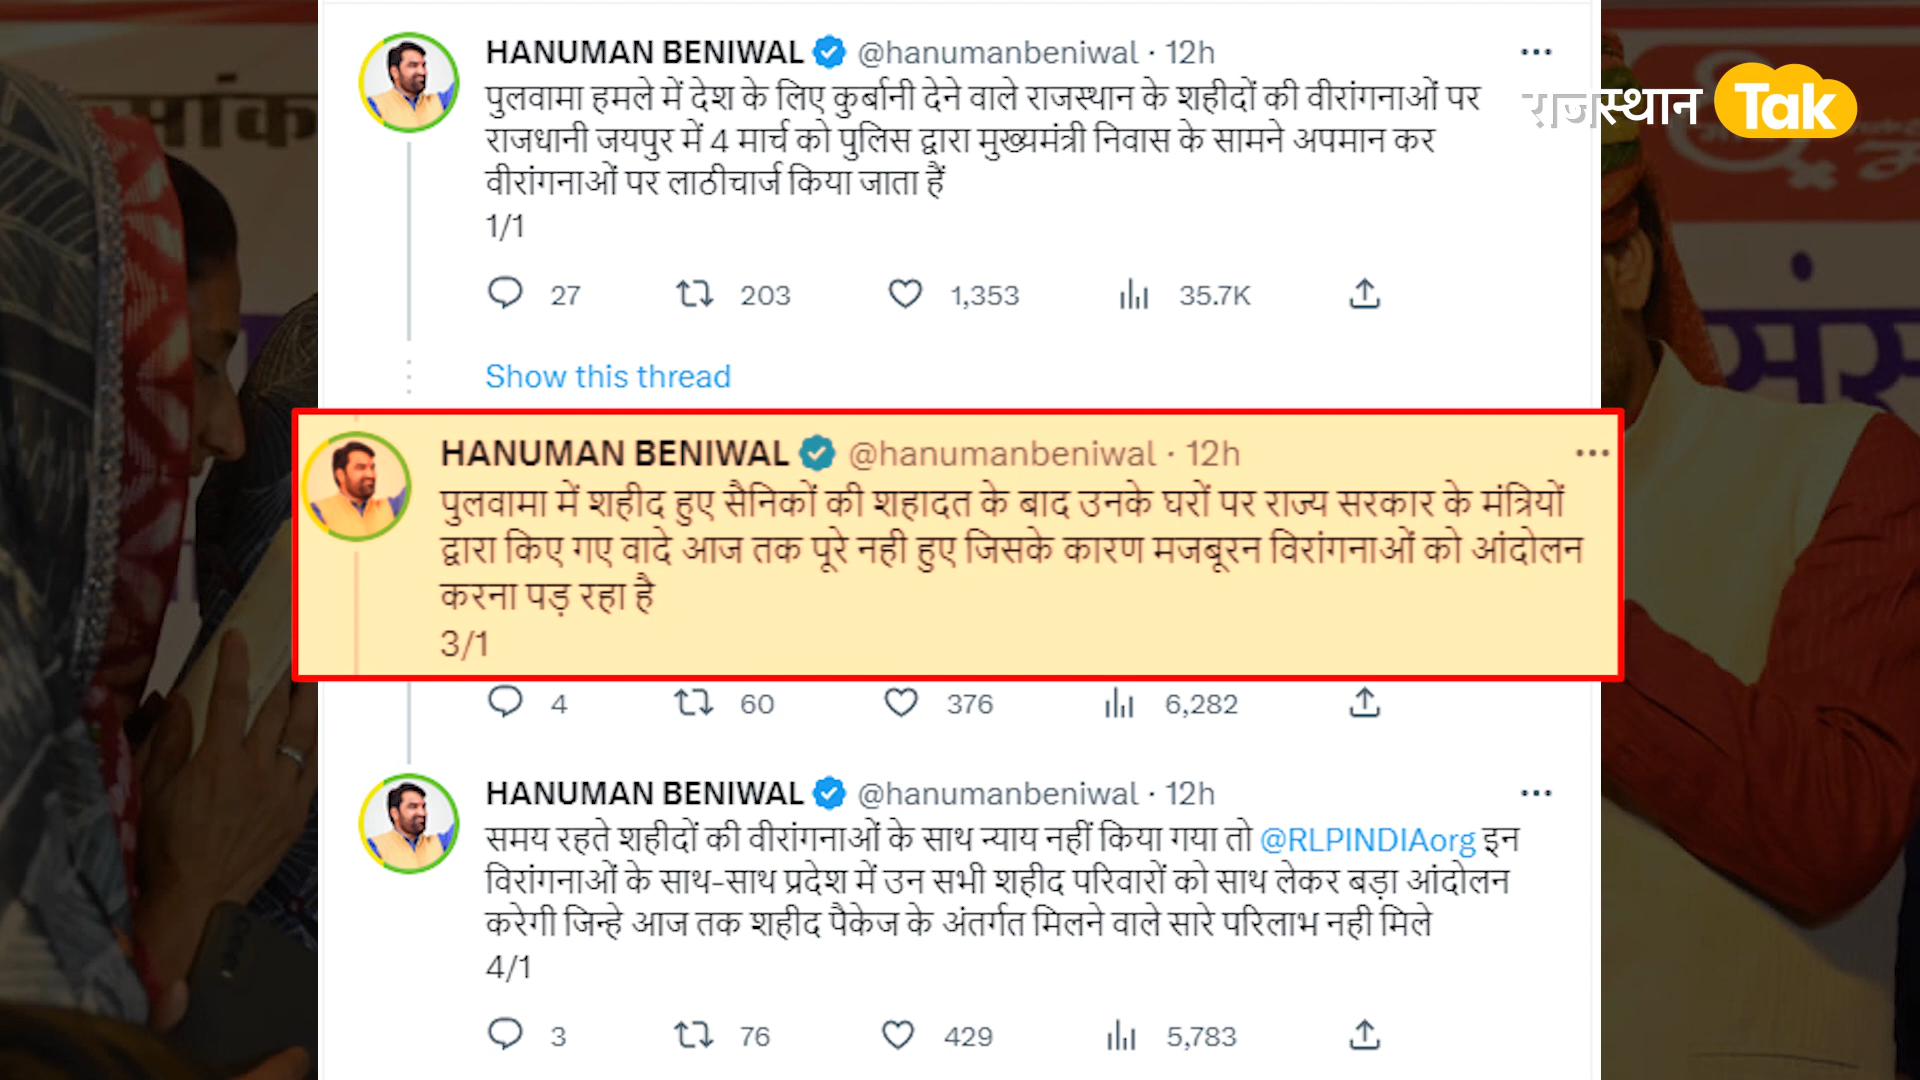 HANUMAN BENIWAL @hanumanbeniwal · 12h
पुलवामा हमले में देश के लिए कुर्बानी देने वाले राजस्थान के शहीदों की वीरांगनाओं पर
राजधानी जयपुर में 4 मार्च को पुलिस द्वारा मुख्यमंत्री निवास के सामने अपमान कर
वीरांगनाओं पर लाठीचार्ज किया जाता हैं
1/1
27 203 1,353 35.7K
Show this thread
राजस्थान Tak
HANUMAN BENIWAL @hanumanbeniwal · 12h
पुलवामा में शहीद हुए सैनिकों की शहादत के बाद उनके घरों पर राज्य सरकार के मंत्रियों
द्वारा किए गए वादे आज तक पूरे नही हुए जिसके कारण मजबूरन विरांगनाओं को आंदोलन
करना पड़ रहा है
3/1
4 60 376 6,282
HANUMAN BENIWAL @hanumanbeniwal · 12h
समय रहते शहीदों की वीरांगनाओं के साथ न्याय नहीं किया गया तो @RLPINDIAorg इन
विरांगनाओं के साथ-साथ प्रदेश में उन सभी शहीद परिवारों को साथ लेकर बड़ा आंदोलन
करेगी जिन्हे आज तक शहीद पैकेज के अंतर्गत मिलने वाले सारे परिलाभ नही मिले
4/1
3 76 429 5,783